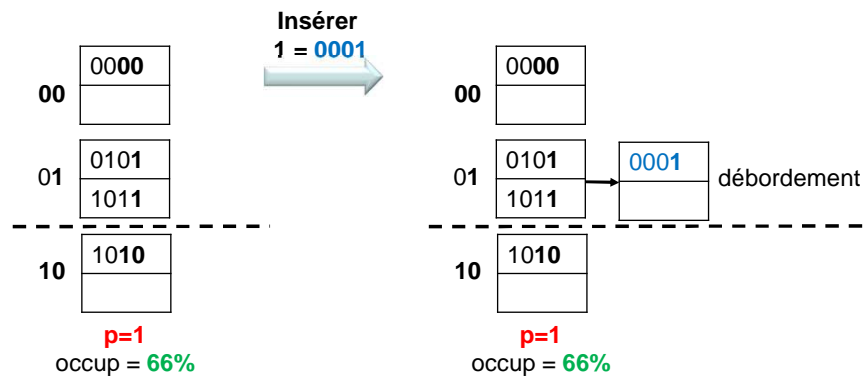 Insérer
1 = 0001
00
0000
01
0101
1011
10
1010
p=1
occup = 66%
00
0000
01
0101
1011
0001
débordement
10
1010
p=1
occup = 66%